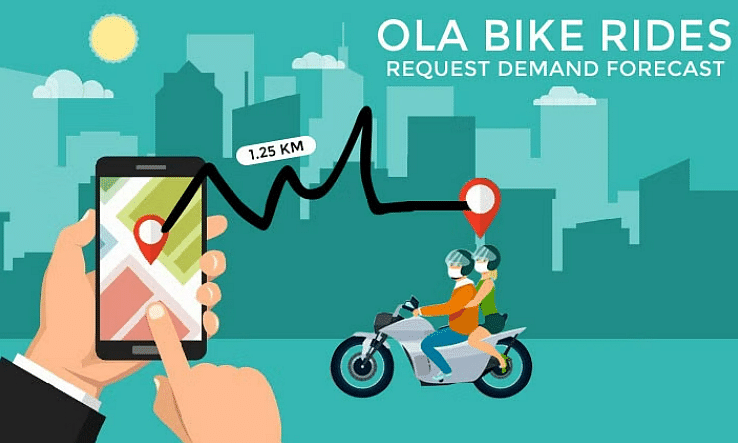 OLA BIKE RIDES
REQUEST DEMAND FORECAST
1.25 KM